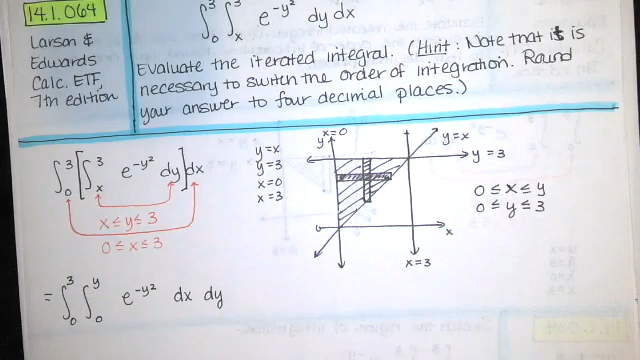 14.1.064
Larson &
Edwards
Calc. ETF,
7th edition
∫₀³ ∫ₓ³ e^(-y²) dy dx
Evaluate the iterated integral. (Hint: Note that it is
necessary to switch the order of integration. Round
your answer to four decimal places.)
∫₀³ [∫ₓ³ e^(-y²) dy] dx
x ≤ y ≤ 3
0 ≤ x ≤ 3
y = x
y = 3
x = 0
x = 3
x=0
y
y=x
y = 3
x
x=3
0 ≤ x ≤ y
0 ≤ y ≤ 3
= ∫₀³ ∫₀ʸ e^(-y²) dx dy